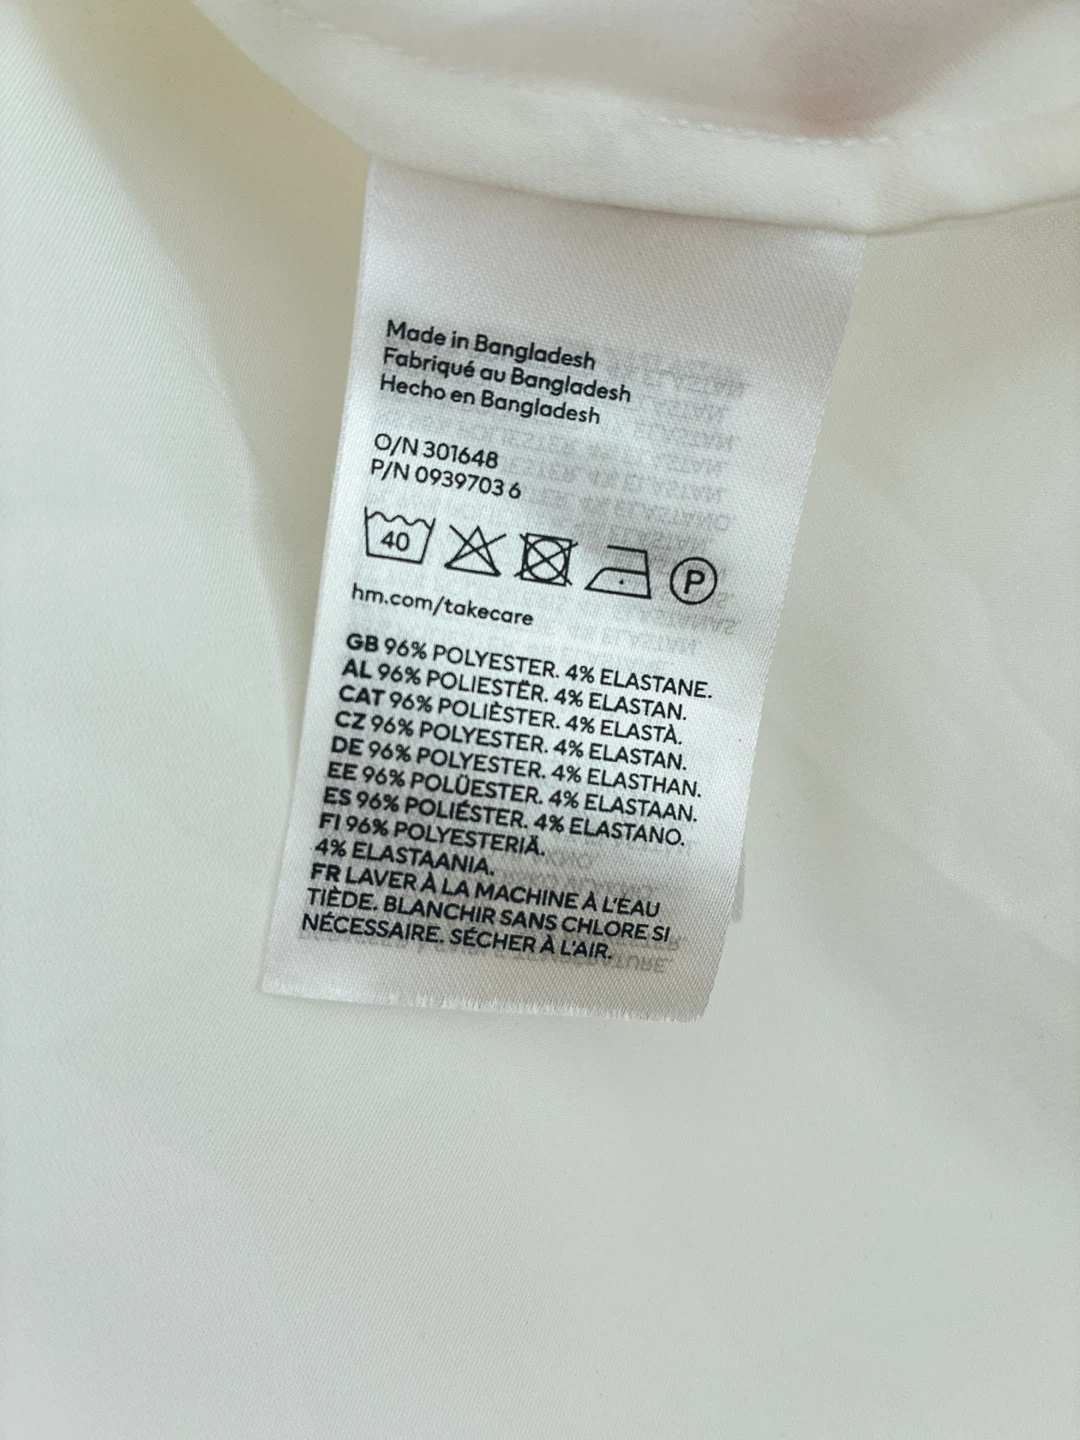 Made in Bangladesh
Fabriqué au Bangladesh
Hecho en Bangladesh
O/N 301648
P/N 0939703 6
40
P
hm.com/takecare
GB 96% POLYESTER. 4% ELASTANE.
AL 96% POLIESTËR. 4% ELASTAN.
CAT 96% POLIÈSTER. 4% ELASTÀ.
CZ 96% POLYESTER. 4% ELASTAN.
DE 96% POLYESTER. 4% ELASTHAN.
EE 96% POLÜESTER. 4% ELASTAAN.
ES 96% POLIÉSTER. 4% ELASTANO.
FI 96% POLYESTERIÄ.
4% ELASTAANIA.
FR LAVER À LA MACHINE À L'EAU
TIÈDE. BLANCHIR SANS CHLORE SI
NÉCESSAIRE. SÉCHER À L'AIR.